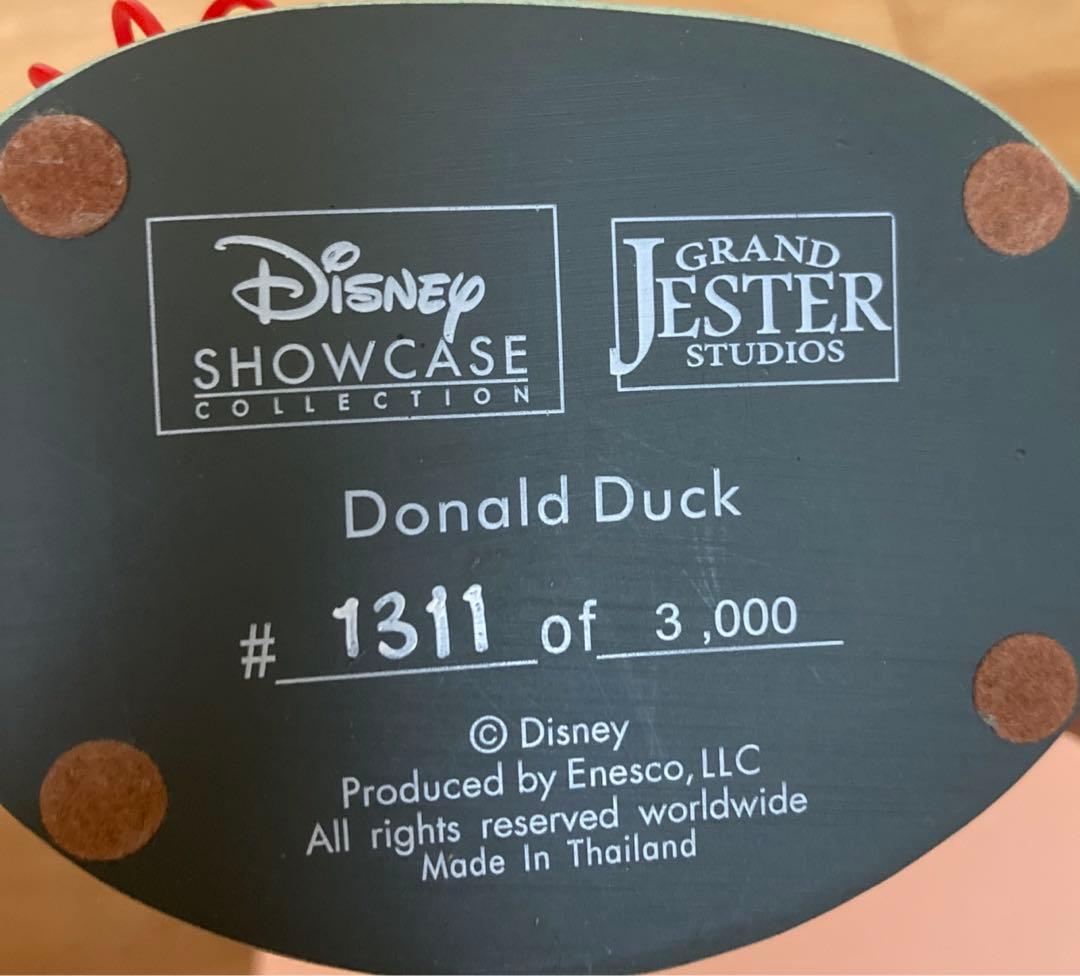 Disney
SHOWCASE
COLLECTION
GRAND
JESTER
STUDIOS
Donald Duck
# 1311 of 3,000
© Disney
Produced by Enesco, LLC
All rights reserved worldwide
Made In Thailand